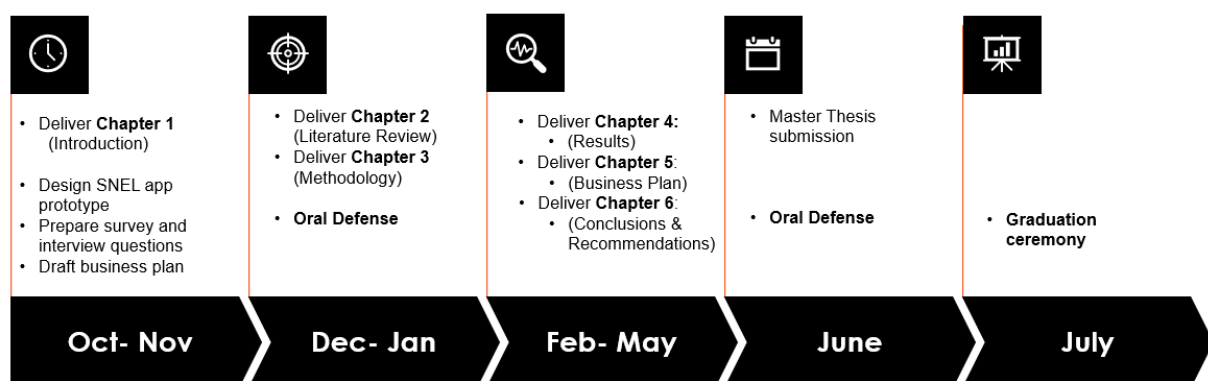 • Deliver Chapter 1
(Introduction)
• Design SNEL app
prototype
• Prepare survey and
interview questions
• Draft business plan
• Deliver Chapter 2
(Literature Review)
• Deliver Chapter 3
(Methodology)
• Oral Defense
• Deliver Chapter 4:
• (Results)
• Deliver Chapter 5:
• (Business Plan)
• Deliver Chapter 6:
• (Conclusions &
Recommendations)
• Master Thesis
submission
• Oral Defense
• Graduation
ceremony
Oct- Nov
Dec- Jan
Feb- May
June
July